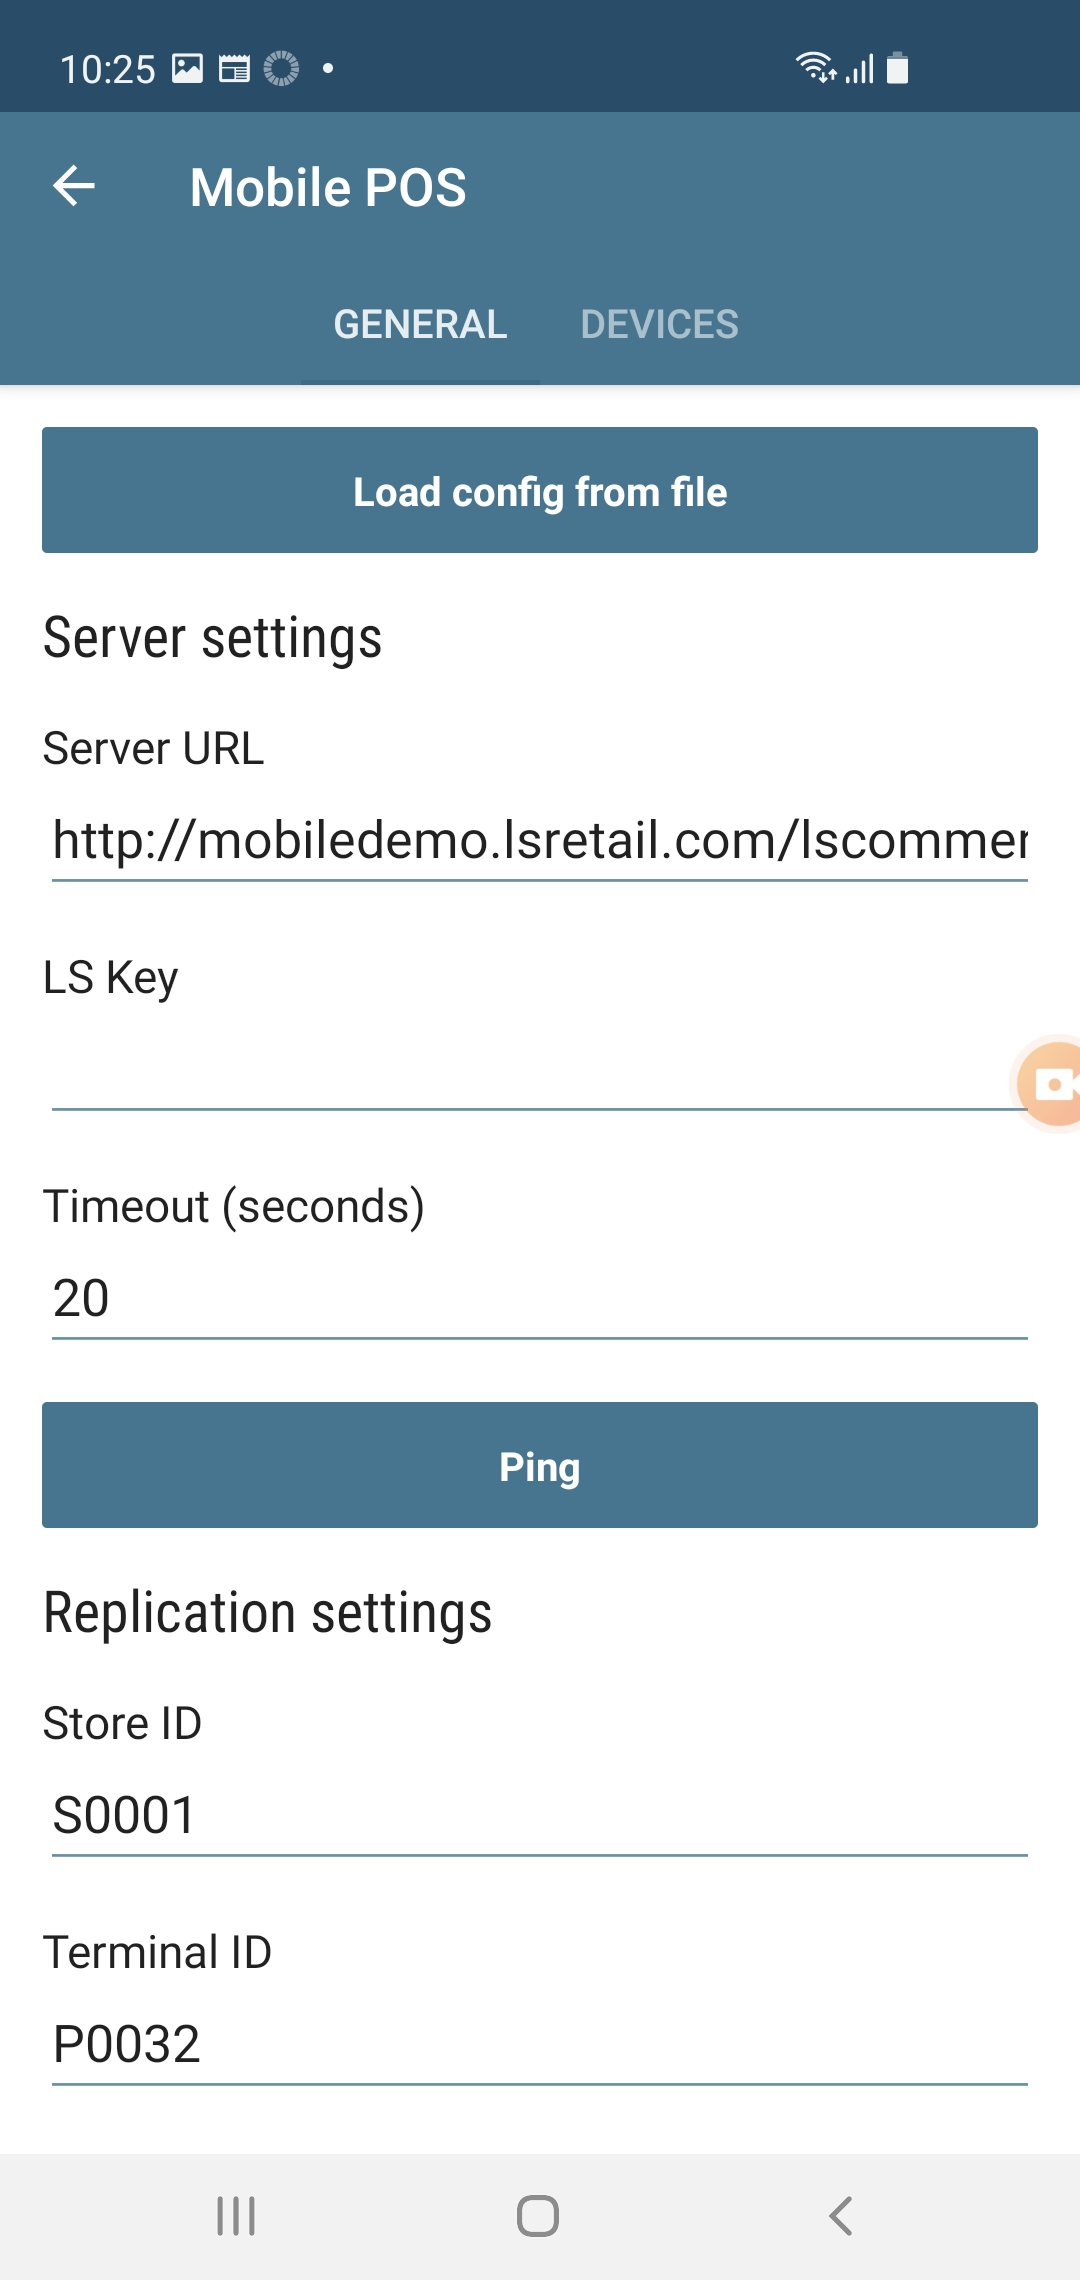 10:25
Mobile POS
GENERAL DEVICES
Load config from file
Server settings
Server URL
http://mobiledemo.lsretail.com/lscommer
LS Key
Timeout (seconds)
20
Ping
Replication settings
Store ID
S0001
Terminal ID
P0032